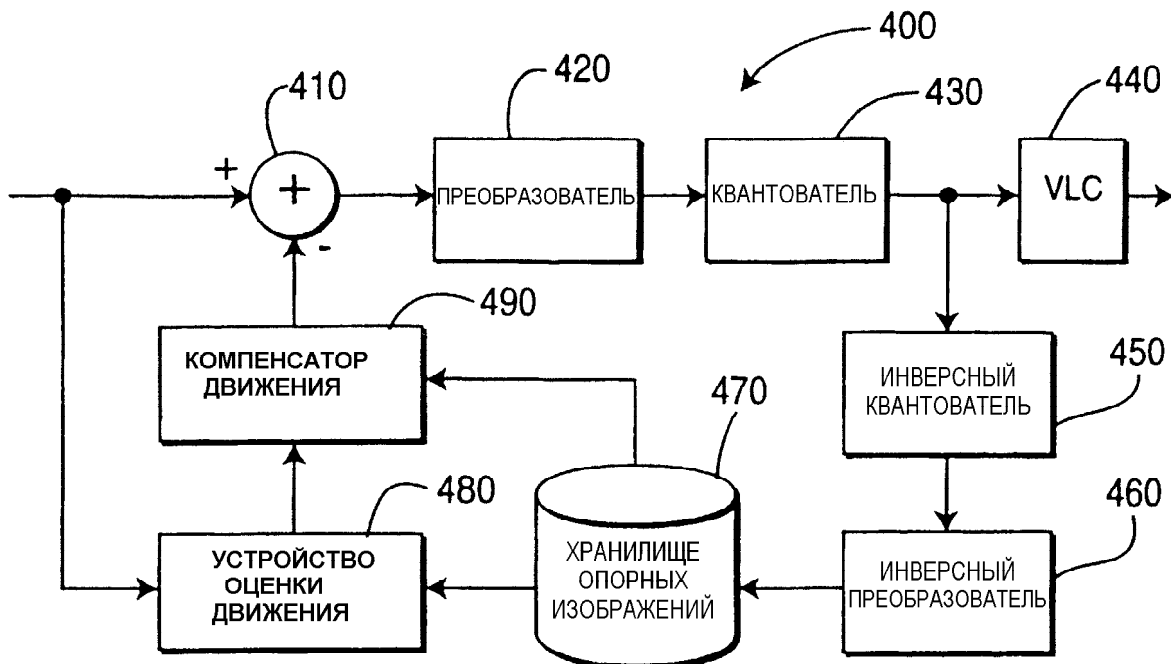 400
420
430
440
410
+
+
-
ПРЕОБРАЗОВАТЕЛЬ
КВАНТОВАТЕЛЬ
VLC
490
КОМПЕНСАТОР
ДВИЖЕНИЯ
470
ИНВЕРСНЫЙ
КВАНТОВАТЕЛЬ
450
480
УСТРОЙСТВО
ОЦЕНКИ
ДВИЖЕНИЯ
ХРАНИЛИЩЕ
ОПОРНЫХ
ИЗОБРАЖЕНИЙ
460
ИНВЕРСНЫЙ
ПРЕОБРАЗОВАТЕЛЬ